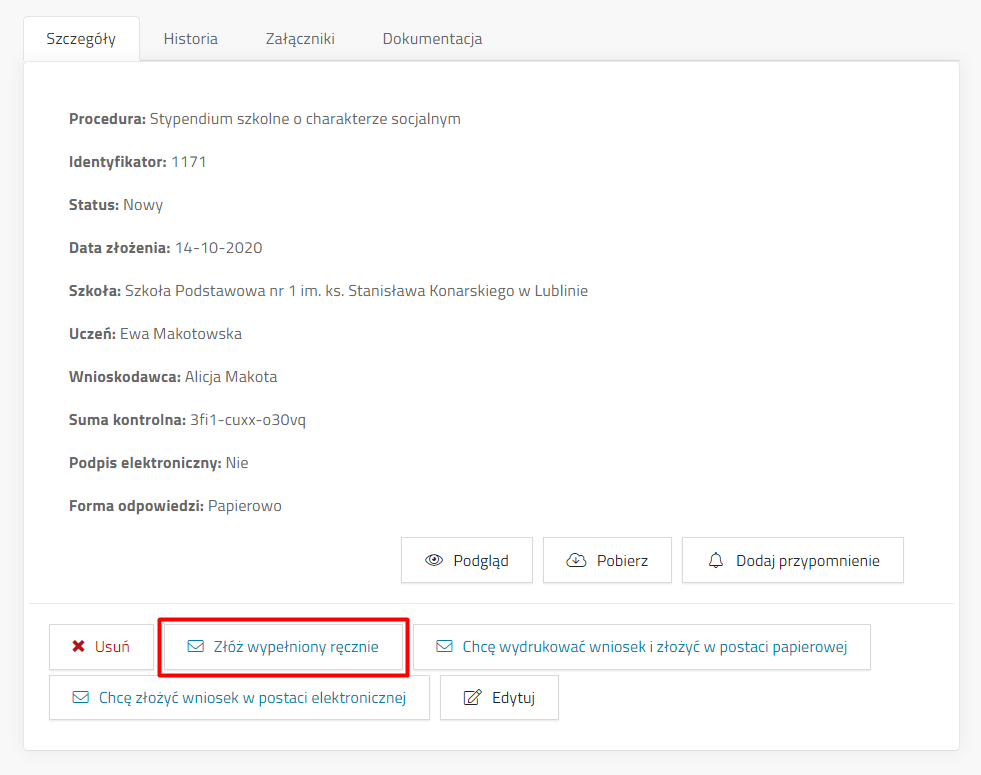 Szczegóły Historia Załączniki Dokumentacja
Procedura: Stypendium szkolne o charakterze socjalnym
Identyfikator: 1171
Status: Nowy
Data złożenia: 14-10-2020
Szkoła: Szkoła Podstawowa nr 1 im. ks. Stanisława Konarskiego w Lublinie
Uczeń: Ewa Makotowska
Wnioskodawca: Alicja Makota
Suma kontrolna: 3fi1-cuxx-o30vq
Podpis elektroniczny: Nie
Forma odpowiedzi: Papierowo
Podgląd Pobierz Dodaj przypomnienie
Usuń Złóż wypełniony ręcznie Chcę wydrukować wniosek i złożyć w postaci papierowej
Chcę złożyć wniosek w postaci elektronicznej Edytuj